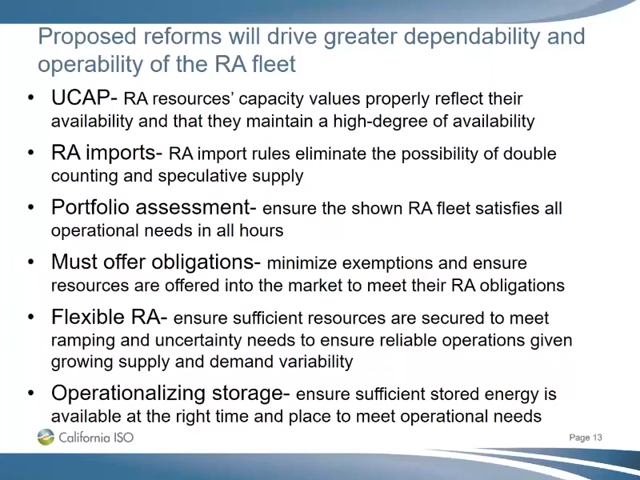 Proposed reforms will drive greater dependability and
operability of the RA fleet
• UCAP- RA resources' capacity values properly reflect their
availability and that they maintain a high-degree of availability
• RA imports- RA import rules eliminate the possibility of double
counting and speculative supply
• Portfolio assessment- ensure the shown RA fleet satisfies all
operational needs in all hours
• Must offer obligations- minimize exemptions and ensure
resources are offered into the market to meet their RA obligations
• Flexible RA- ensure sufficient resources are secured to meet
ramping and uncertainty needs to ensure reliable operations given
growing supply and demand variability
• Operationalizing storage- ensure sufficient stored energy is
available at the right time and place to meet operational needs
California ISO
Page 13